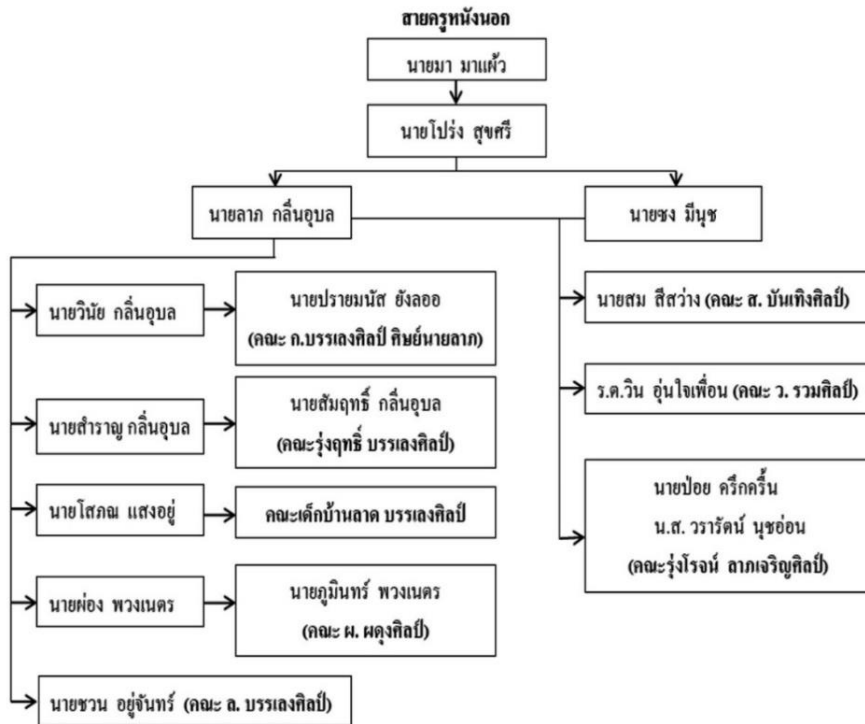 สายครูหนังนอก
นายมา มาแผ้ว
นายโปร่ง สุขศรี
นายลาภ กลิ่นอุบล
นายชง มีนุช
นายวินัย กลิ่นอุบล
นายปรายมนัส ยังลออ
(คณะ ก.บรรเลงศิลป์ ศิษย์นายลาภ)
นายสำราญ กลิ่นอุบล
นายสัมฤทธิ์ กลิ่นอุบล
(คณะรุ่งฤทธิ์ บรรเลงศิลป์)
นายโสภณ แสงอยู่
คณะเด็กบ้านลาด บรรเลงศิลป์
นายผ่อง พวงเนตร
นายภูมินทร์ พวงเนตร
(คณะ ผ. ผดุงศิลป์)
นายชวน อยู่จันทร์ (คณะ ล. บรรเลงศิลป์)
นายสม สีสว่าง (คณะ ส. บันเทิงศิลป์)
ร.ต.วิน อุ่นใจเพื่อน (คณะ ว. รวมศิลป์)
นายป่อย ครึกครื้น
น.ส. วรารัตน์ นุชอ่อน
(คณะรุ่งโรจน์ ลาภเจริญศิลป์)